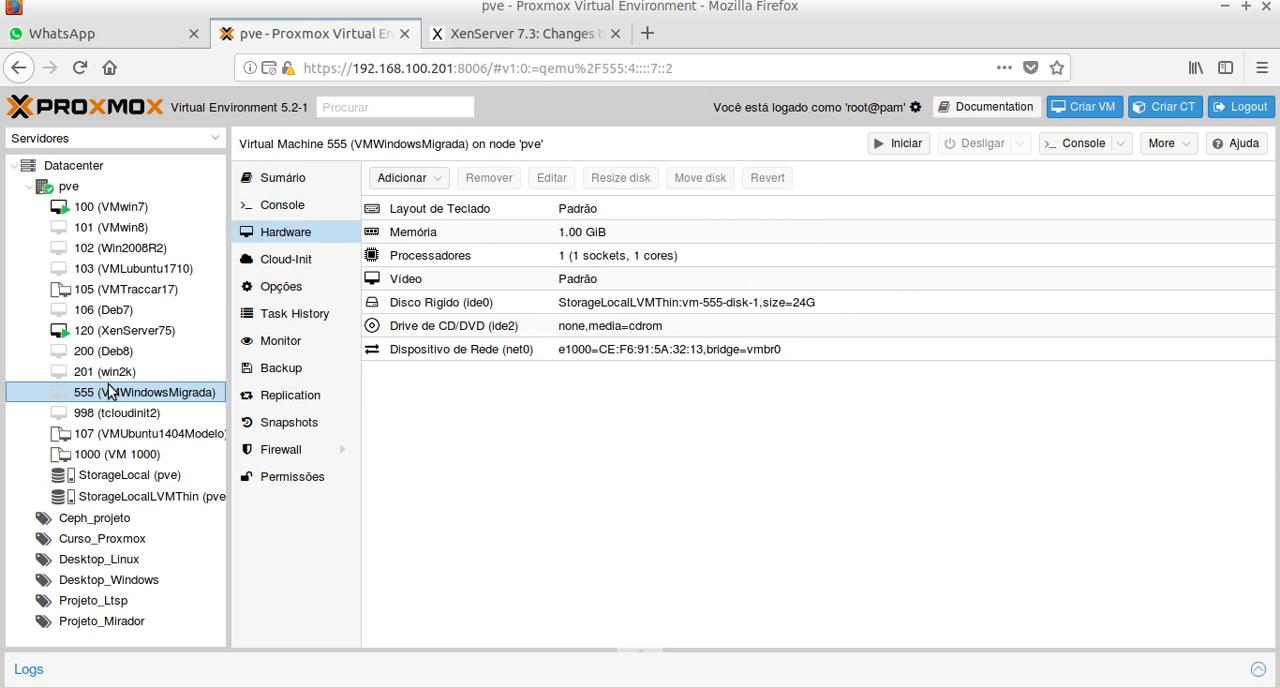 pve - Proxmox Virtual Environment - Mozilla Firefox
WhatsApp
pve - Proxmox Virtual En
XenServer 7.3: Changes t
https://192.168.100.201:8006/#v1:0:=qemu%2F555:4::::7::2
PROXMOX Virtual Environment 5.2-1 Procurar Você está logado como 'root@pam' Documentation Criar VM Criar CT Logout
Servidores
Virtual Machine 555 (VMWindowsMigrada) on node 'pve' Iniciar Desligar Console More Ajuda
Datacenter
pve
100 (VMwin7)
101 (VMwin8)
102 (Win2008R2)
103 (VMLubuntu1710)
105 (VMTraccar17)
106 (Deb7)
120 (XenServer75)
200 (Deb8)
201 (win2k)
555 (VMWindowsMigrada)
998 (tcloudinit2)
107 (VMUbuntu1404Modelo)
1000 (VM 1000)
StorageLocal (pve)
StorageLocalLVMThin (pve
Ceph_projeto
Curso_Proxmox
Desktop_Linux
Desktop_Windows
Projeto_Ltsp
Projeto_Mirador
Sumário
Console
Hardware
Cloud-Init
Opções
Task History
Monitor
Backup
Replication
Snapshots
Firewall
Permissões
Adicionar Remover Editar Resize disk Move disk Revert
Layout de Teclado Padrão
Memória 1.00 GiB
Processadores 1 (1 sockets, 1 cores)
Vídeo Padrão
Disco Rígido (ide0) StorageLocalLVMThin:vm-555-disk-1,size=24G
Drive de CD/DVD (ide2) none,media=cdrom
Dispositivo de Rede (net0) e1000=CE:F6:91:5A:32:13,bridge=vmbr0
Logs